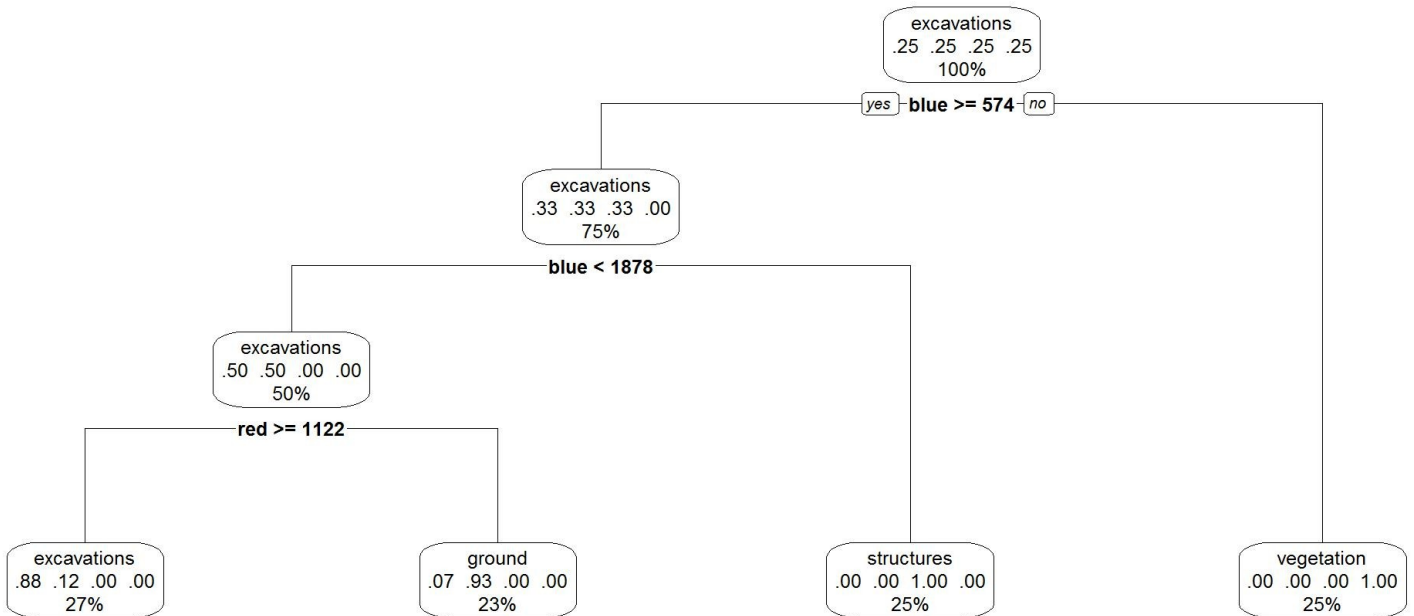 excavations
.25 .25 .25 .25
100%
yes blue >= 574 no
excavations
.33 .33 .33 .00
75%
blue < 1878
excavations
.50 .50 .00 .00
50%
red >= 1122
excavations
.88 .12 .00 .00
27%
ground
.07 .93 .00 .00
23%
structures
.00 .00 1.00 .00
25%
vegetation
.00 .00 .00 1.00
25%